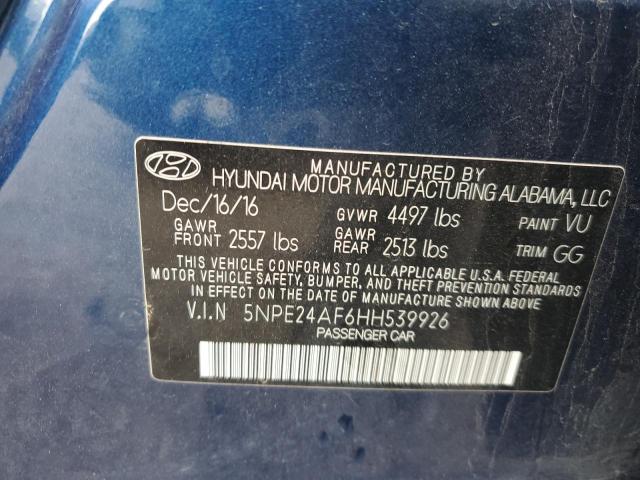 MANUFACTURED BY
HYUNDAI MOTOR MANUFACTURING ALABAMA, LLC
Dec/16/16 GVWR 4497 lbs PAINT VU
GAWR FRONT 2557 lbs GAWR REAR 2513 lbs TRIM GG
THIS VEHICLE CONFORMS TO ALL APPLICABLE U.S.A. FEDERAL
MOTOR VEHICLE SAFETY, BUMPER, AND THEFT PREVENTION STANDARDS
IN EFFECT ON THE DATE OF MANUFACTURE SHOWN ABOVE.
V.I.N 5NPE24AF6HH539926
PASSENGER CAR